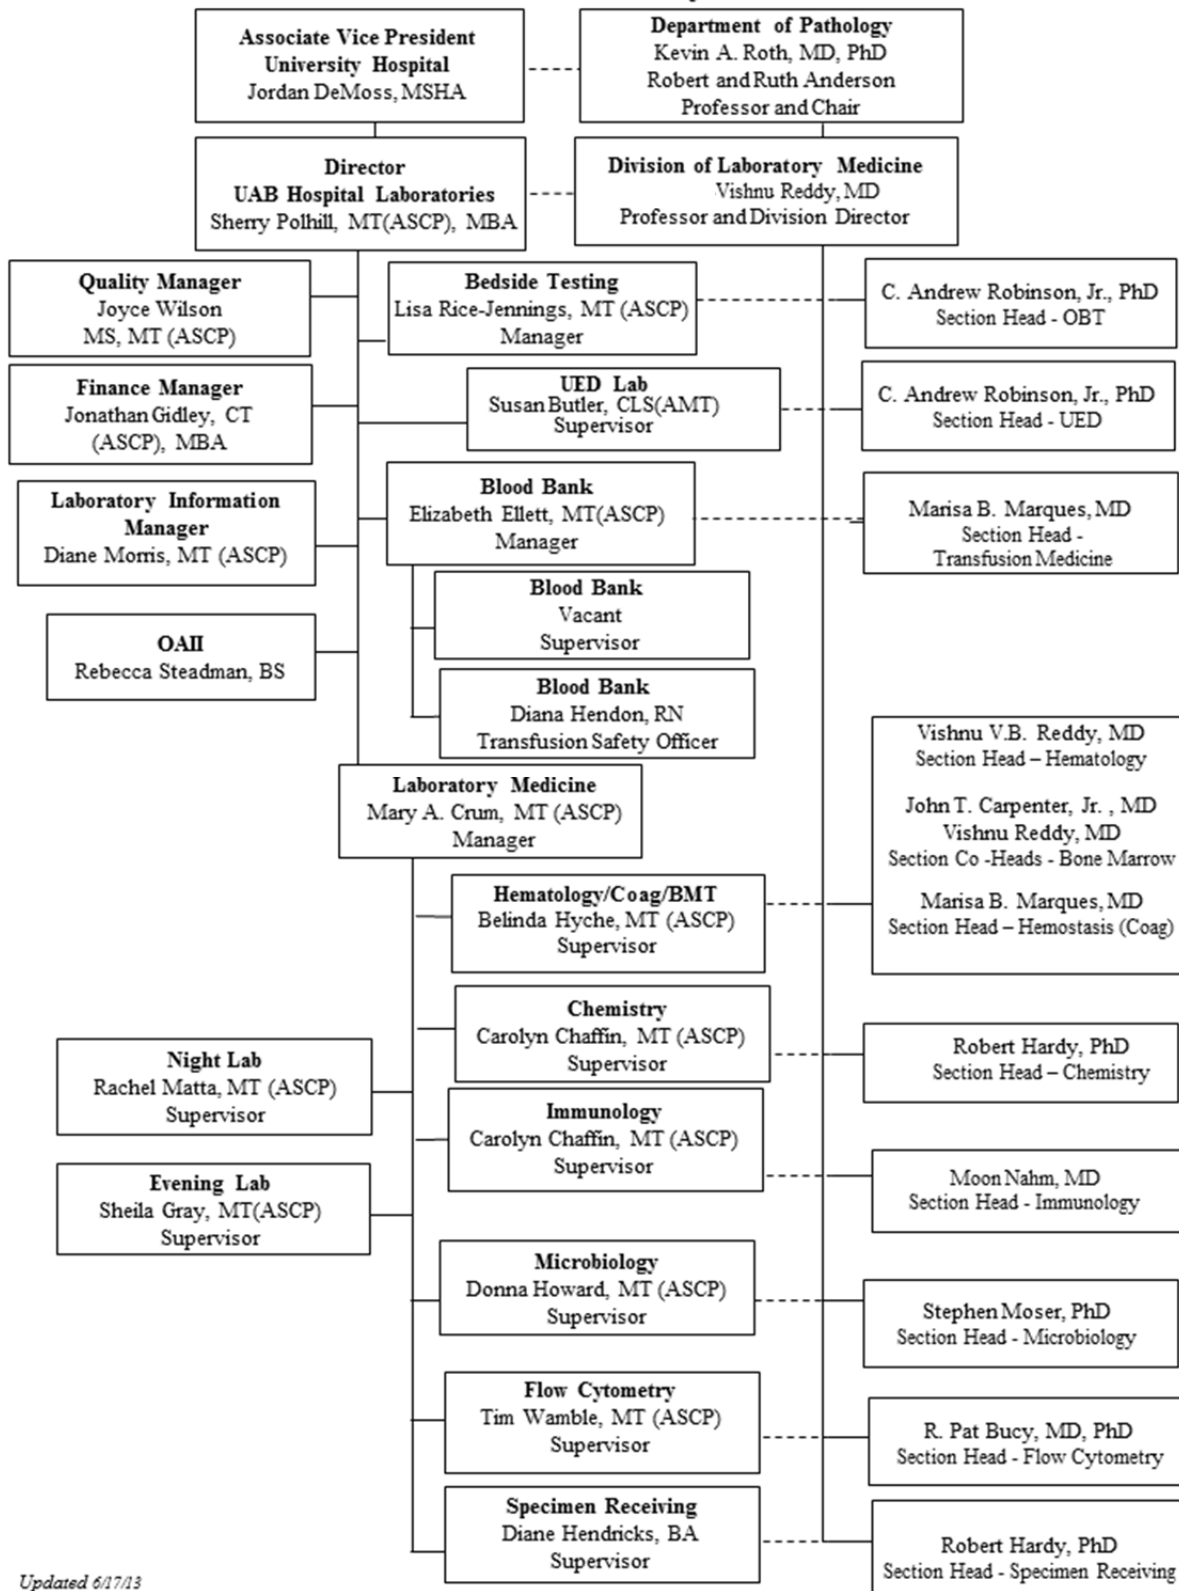 Associate Vice President
University Hospital
Jordan DeMoss, MSHA
Department of Pathology
Kevin A. Roth, MD, PhD
Robert and Ruth Anderson
Professor and Chair
Director
UAB Hospital Laboratories
Sherry Polhill, MT(ASCP), MBA
Division of Laboratory Medicine
Vishnu Reddy, MD
Professor and Division Director
Quality Manager
Joyce Wilson
MS, MT (ASCP)
Bedside Testing
Lisa Rice-Jennings, MT (ASCP)
Manager
C. Andrew Robinson, Jr., PhD
Section Head - OBT
Finance Manager
Jonathan Gidley, CT
(ASCP), MBA
UED Lab
Susan Butler, CLS(AMT)
Supervisor
C. Andrew Robinson, Jr., PhD
Section Head - UED
Laboratory Information
Manager
Diane Morris, MT (ASCP)
Blood Bank
Elizabeth Ellett, MT(ASCP)
Manager
Marisa B. Marques, MD
Section Head -
Transfusion Medicine
Blood Bank
Vacant
Supervisor
OAII
Rebecca Steadman, BS
Blood Bank
Diana Hendon, RN
Transfusion Safety Officer
Laboratory Medicine
Mary A. Crum, MT (ASCP)
Manager
Vishnu V.B. Reddy, MD
Section Head – Hematology
John T. Carpenter, Jr. , MD
Vishnu Reddy, MD
Section Co -Heads - Bone Marrow
Marisa B. Marques, MD
Section Head – Hemostasis (Coag)
Hematology/Coag/BMT
Belinda Hyche, MT (ASCP)
Supervisor
Chemistry
Carolyn Chaffin, MT (ASCP)
Supervisor
Robert Hardy, PhD
Section Head – Chemistry
Night Lab
Rachel Matta, MT (ASCP)
Supervisor
Immunology
Carolyn Chaffin, MT (ASCP)
Supervisor
Moon Nahm, MD
Section Head - Immunology
Evening Lab
Sheila Gray, MT(ASCP)
Supervisor
Microbiology
Donna Howard, MT (ASCP)
Supervisor
Stephen Moser, PhD
Section Head - Microbiology
Flow Cytometry
Tim Wamble, MT (ASCP)
Supervisor
R. Pat Bucy, MD, PhD
Section Head - Flow Cytometry
Specimen Receiving
Diane Hendricks, BA
Supervisor
Robert Hardy, PhD
Section Head - Specimen Receiving
Updated 6/17/13